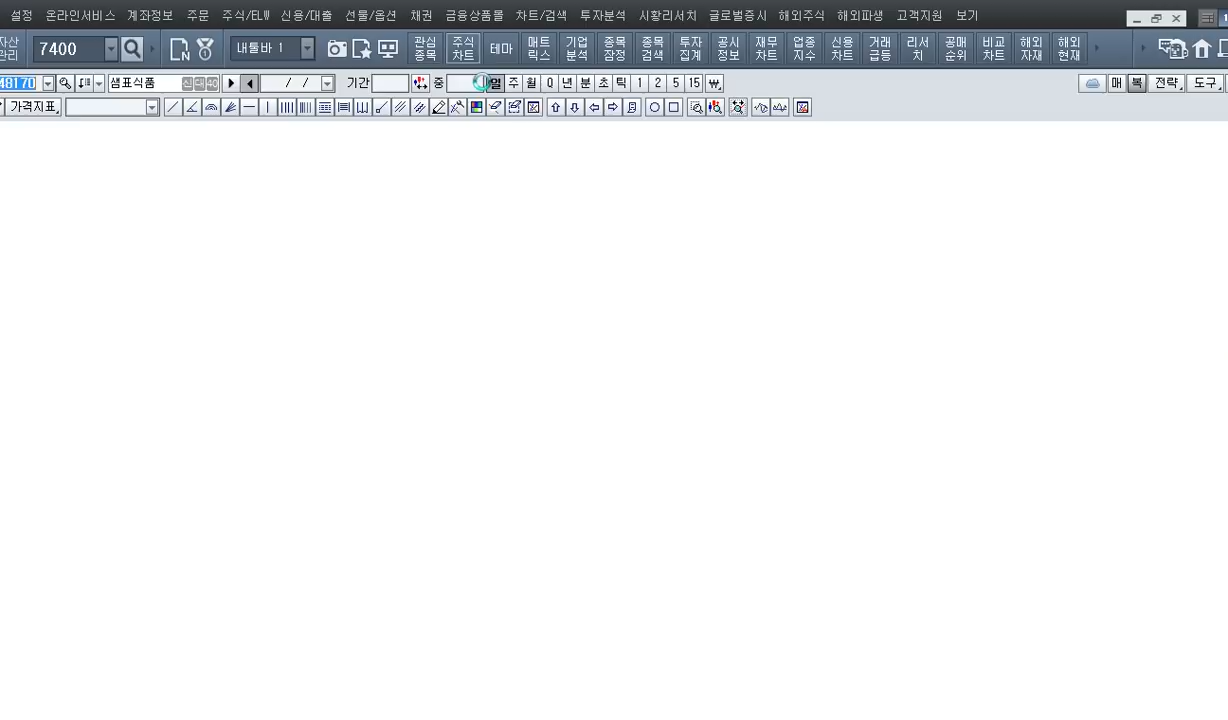 설정 온라인서비스 계좌정보 주문 주식/ELW 신용/대출 선물/옵션 채권 금융상품몰 차트/검색 투자분석 시황리서치 글로벌증시 해외주식 해외파생 고객지원 보기
자산관리 7400 내툴바 1 관심종목 주식차트 테마 매트릭스 기업분석 종목잠정 종목검색 투자집계 공시정보 재무차트 업종지수 신용차트 거래급등 리서치 공매순위 비교차트 해외자재 해외현재
48170 샘표식품 신 대 40 / / 기간 중 일 주 월 Q 년 분 초 틱 1 2 5 15 ₩ 매 복 전략 도구
가격지표